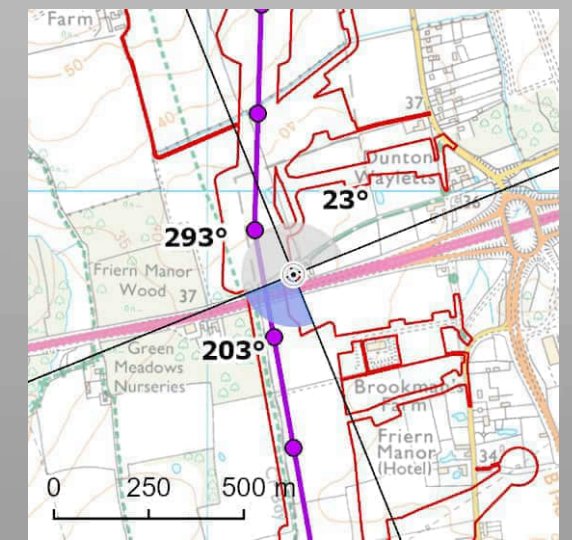 Farm
50
40
40
37
Dunton
Wayletts
36
23°
293°
Friern Manor
Wood
37
203°
Green
Meadows
Nurseries
Brookman's
Farm
Friern
Manor
(Hotel)
34
0 250 500 m